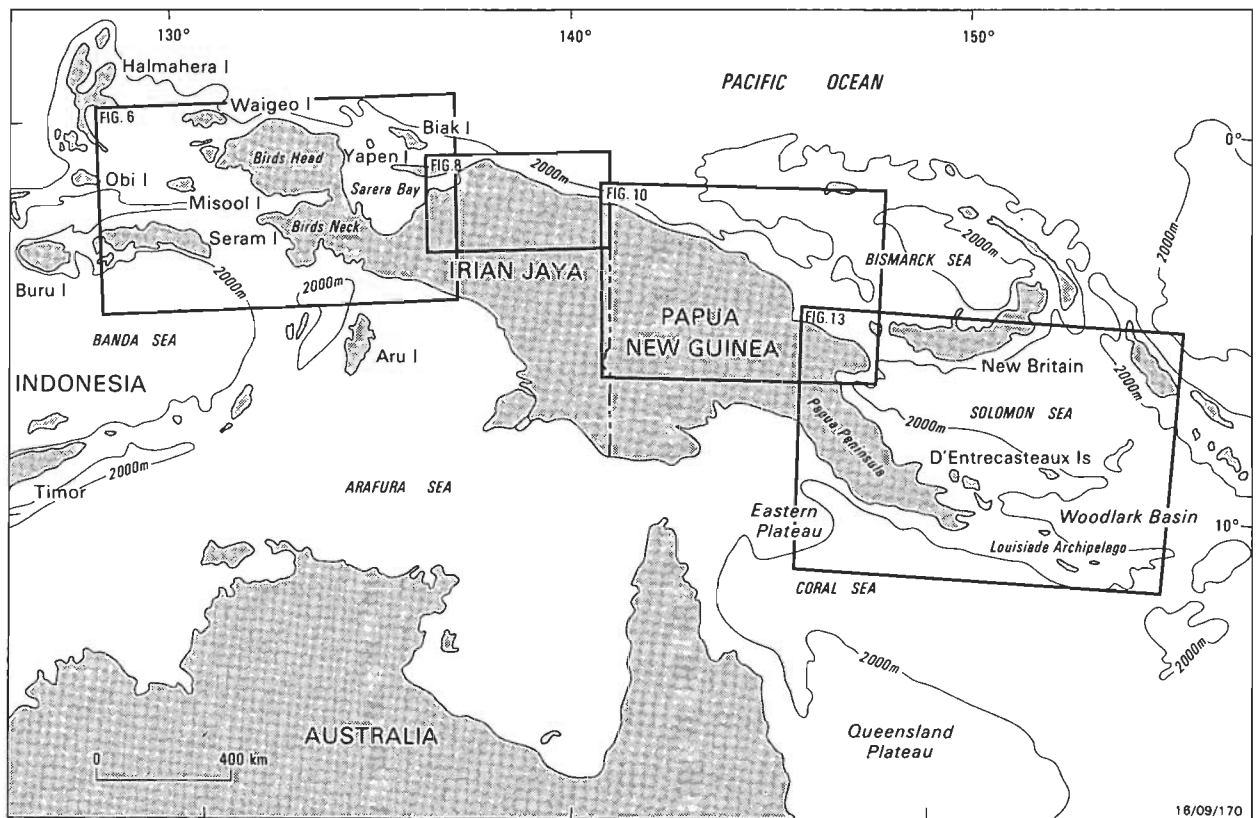 130°
140°
150°
Halmahera I
PACIFIC OCEAN
Waigeo I
FIG. 6
Biak I
0°
Birds Head
Yapen I
FIG. 8
2000m
Obi I
Sarera Bay
FIG. 10
Misool I
Birds Neck
Seram I
2000m
2000m
BISMARCK SEA
IRIAN JAYA
Buru I
2000m
2000m
PAPUA
NEW GUINEA
FIG. 13
BANDA SEA
Aru I
New Britain
2000m
INDONESIA
SOLOMON SEA
2000m
Papua Peninsula
D'Entrecasteaux Is
2000m
Timor
ARAFURA SEA
Eastern
Plateau
Woodlark Basin
10°
Louisiade Archipelago
CORAL SEA
2000m
2000m
AUSTRALIA
Queensland
Plateau
0
400 km
16/09/170